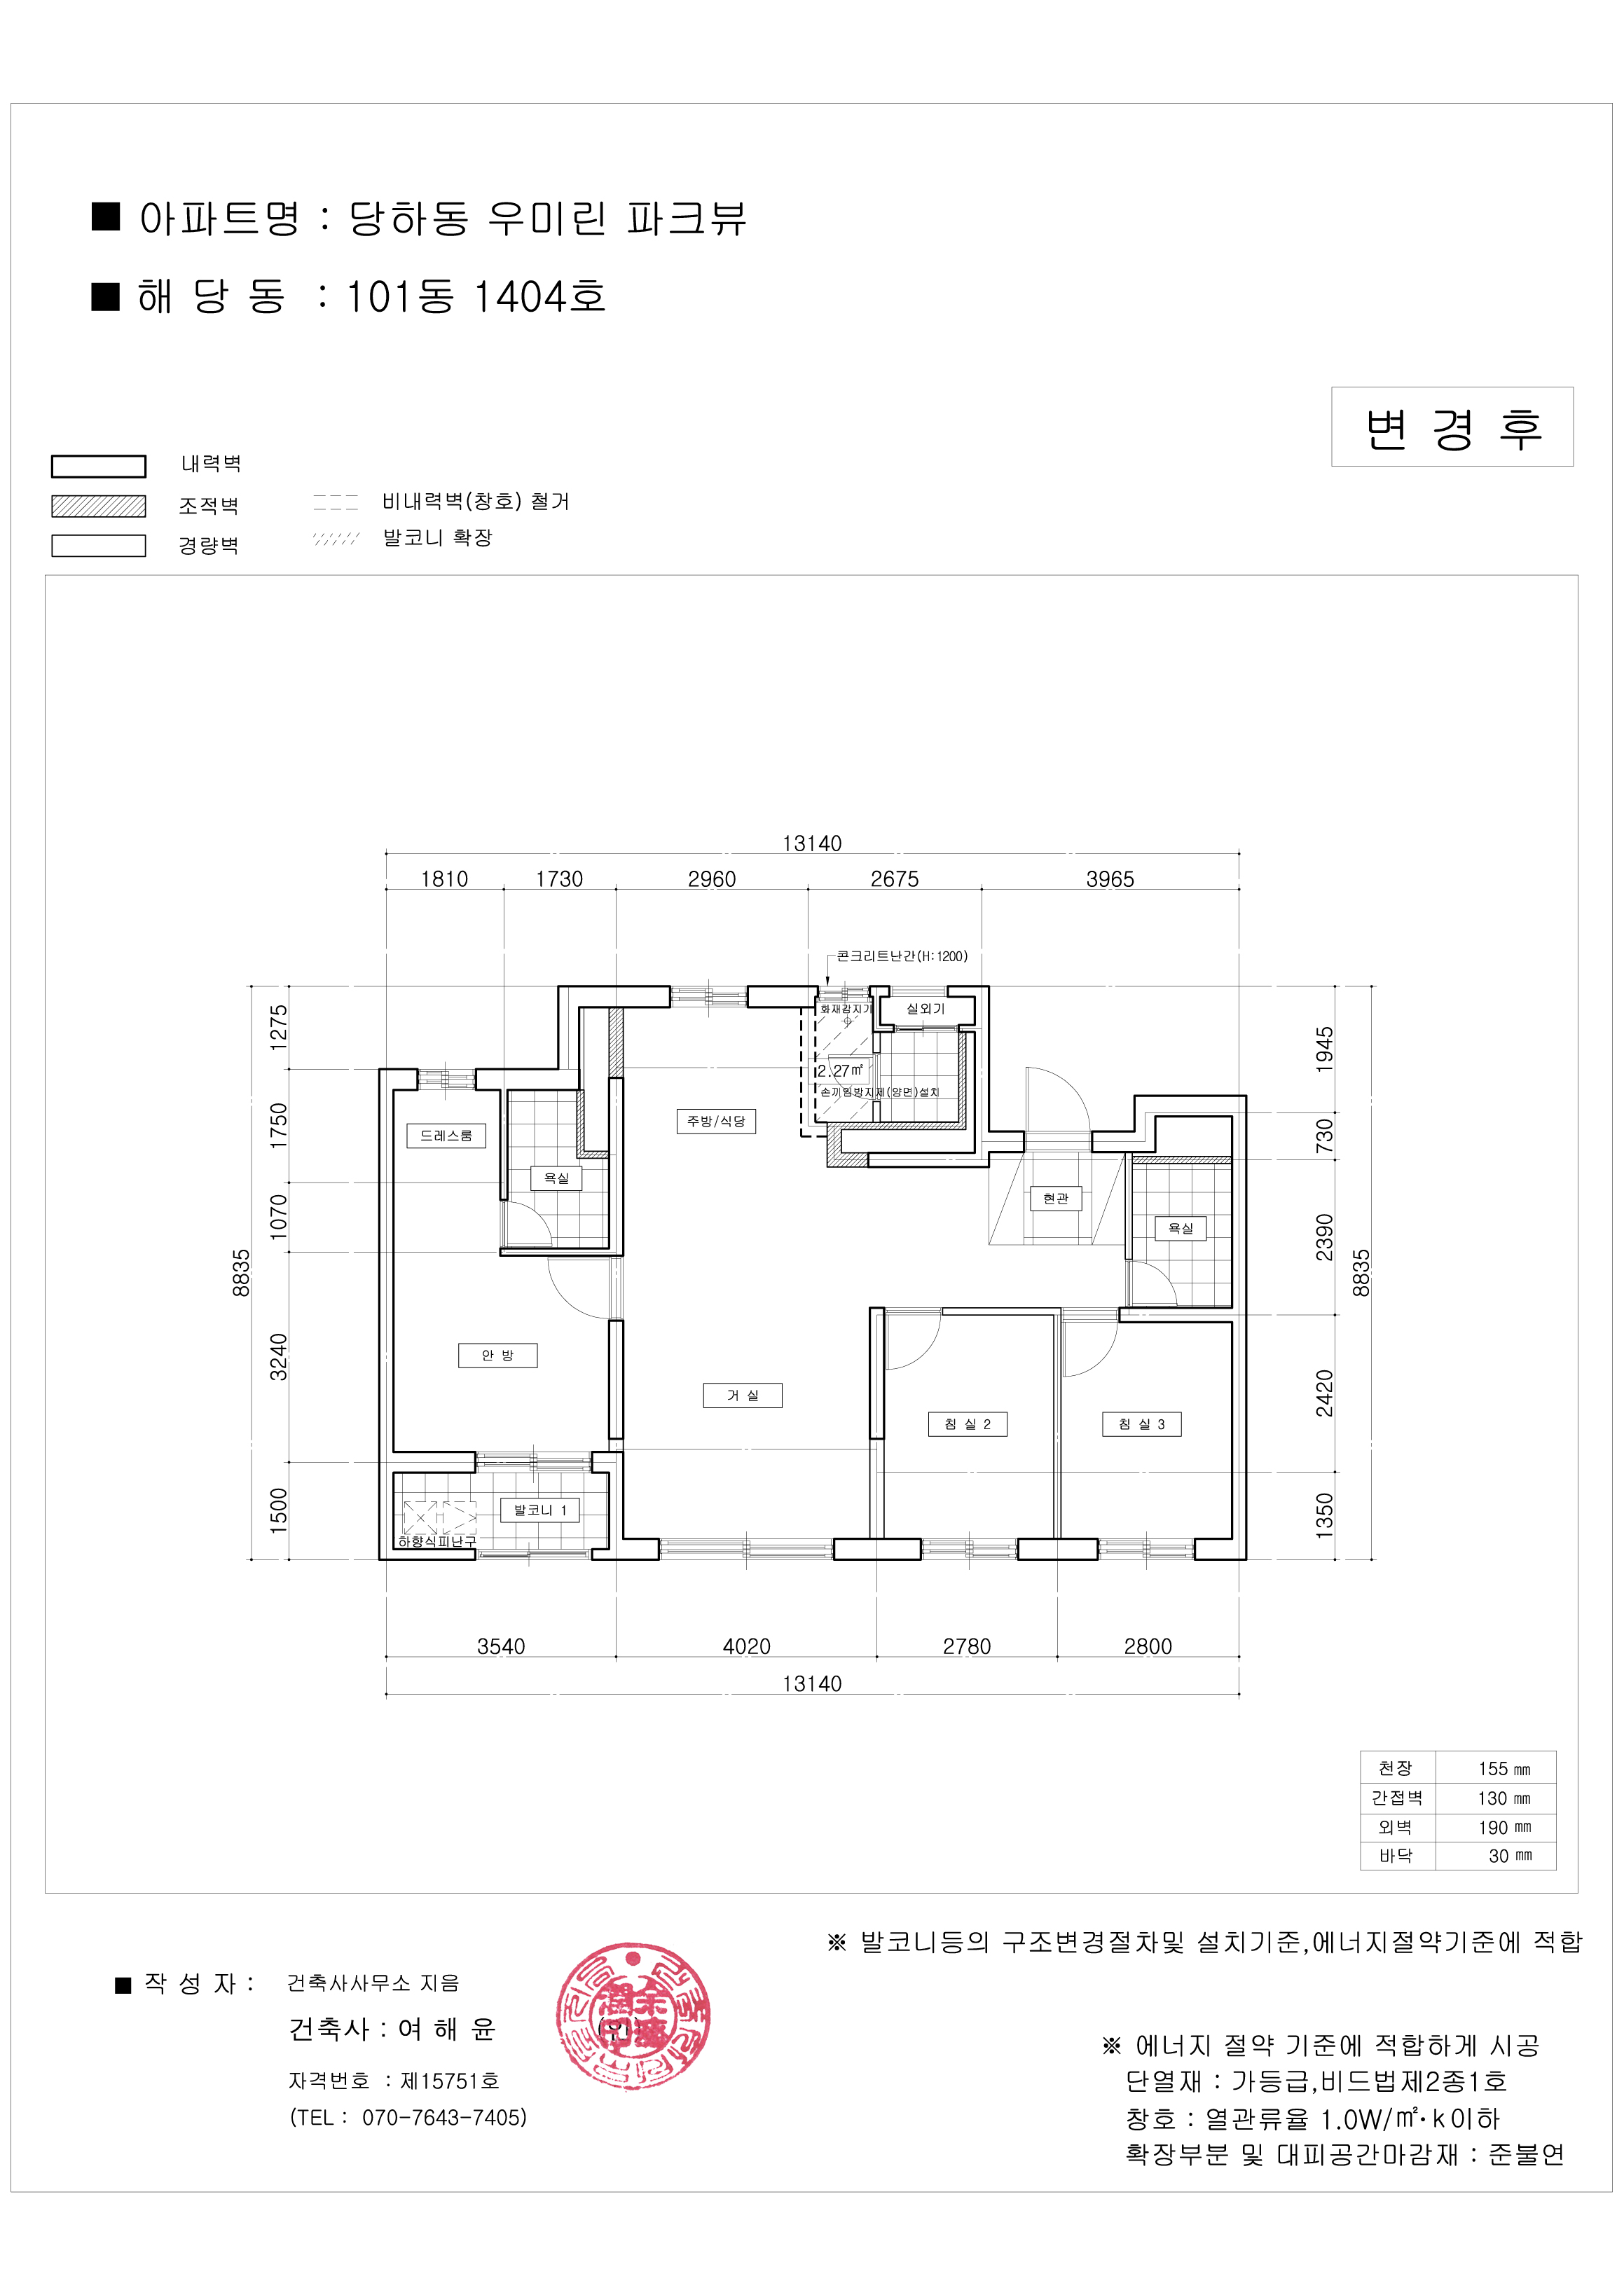 ■ 아파트명 : 당하동 우미린 파크뷰
■ 해 당 동 : 101동 1404호
변 경 후
내력벽
조적벽
경량벽
비내력벽(창호) 철거
발코니 확장
13140
1810 1730 2960 2675 3965
콘크리트난간(H:1200)
화재감지기
실외기
2.27㎡
손끼임방지제(양면)설치
주방/식당
드레스룸
욕실
현관
욕실
안 방
거 실
침 실 2
침 실 3
발코니 1
하향식피난구
1275
1750
1070
3240
1500
8835
1945
730
2390
2420
1350
8835
3540 4020 2780 2800
13140
천장 155 ㎜
간접벽 130 ㎜
외벽 190 ㎜
바닥 30 ㎜
※ 발코니등의 구조변경절차및 설치기준,에너지절약기준에 적합
■ 작 성 자 : 건축사사무소 지음
건축사 : 여 해 윤 (인)
자격번호 : 제15751호
(TEL : 070-7643-7405)
※ 에너지 절약 기준에 적합하게 시공
단열재 : 가등급,비드법제2종1호
창호 : 열관류율 1.0W/㎡·k이하
확장부분 및 대피공간마감재 : 준불연